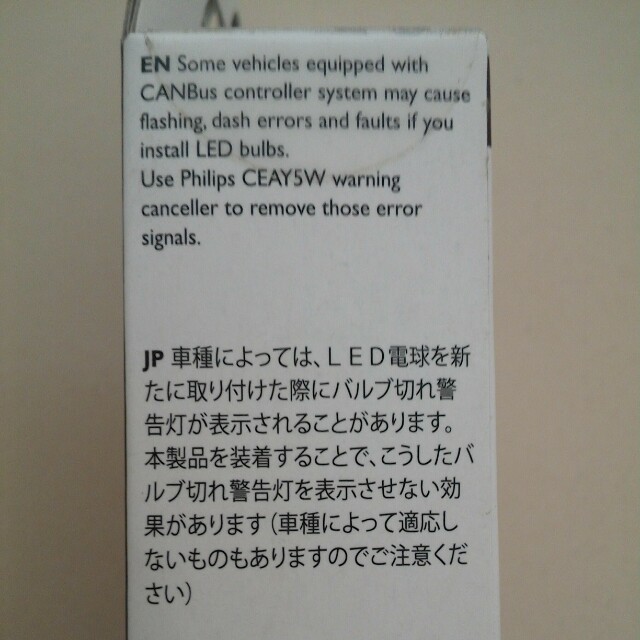 EN Some vehicles equipped with
CANBus controller system may cause
flashing, dash errors and faults if you
install LED bulbs.
Use Philips CEAY5W warning
canceller to remove those error
signals.
JP 車種によっては、ＬＥＤ電球を新
たに取り付けた際にバルブ切れ警
告灯が表示されることがあります。
本製品を装着することで、こうしたバ
ルブ切れ警告灯を表示させない効
果があります（車種によって適応し
ないものもありますのでご注意くだ
さい）